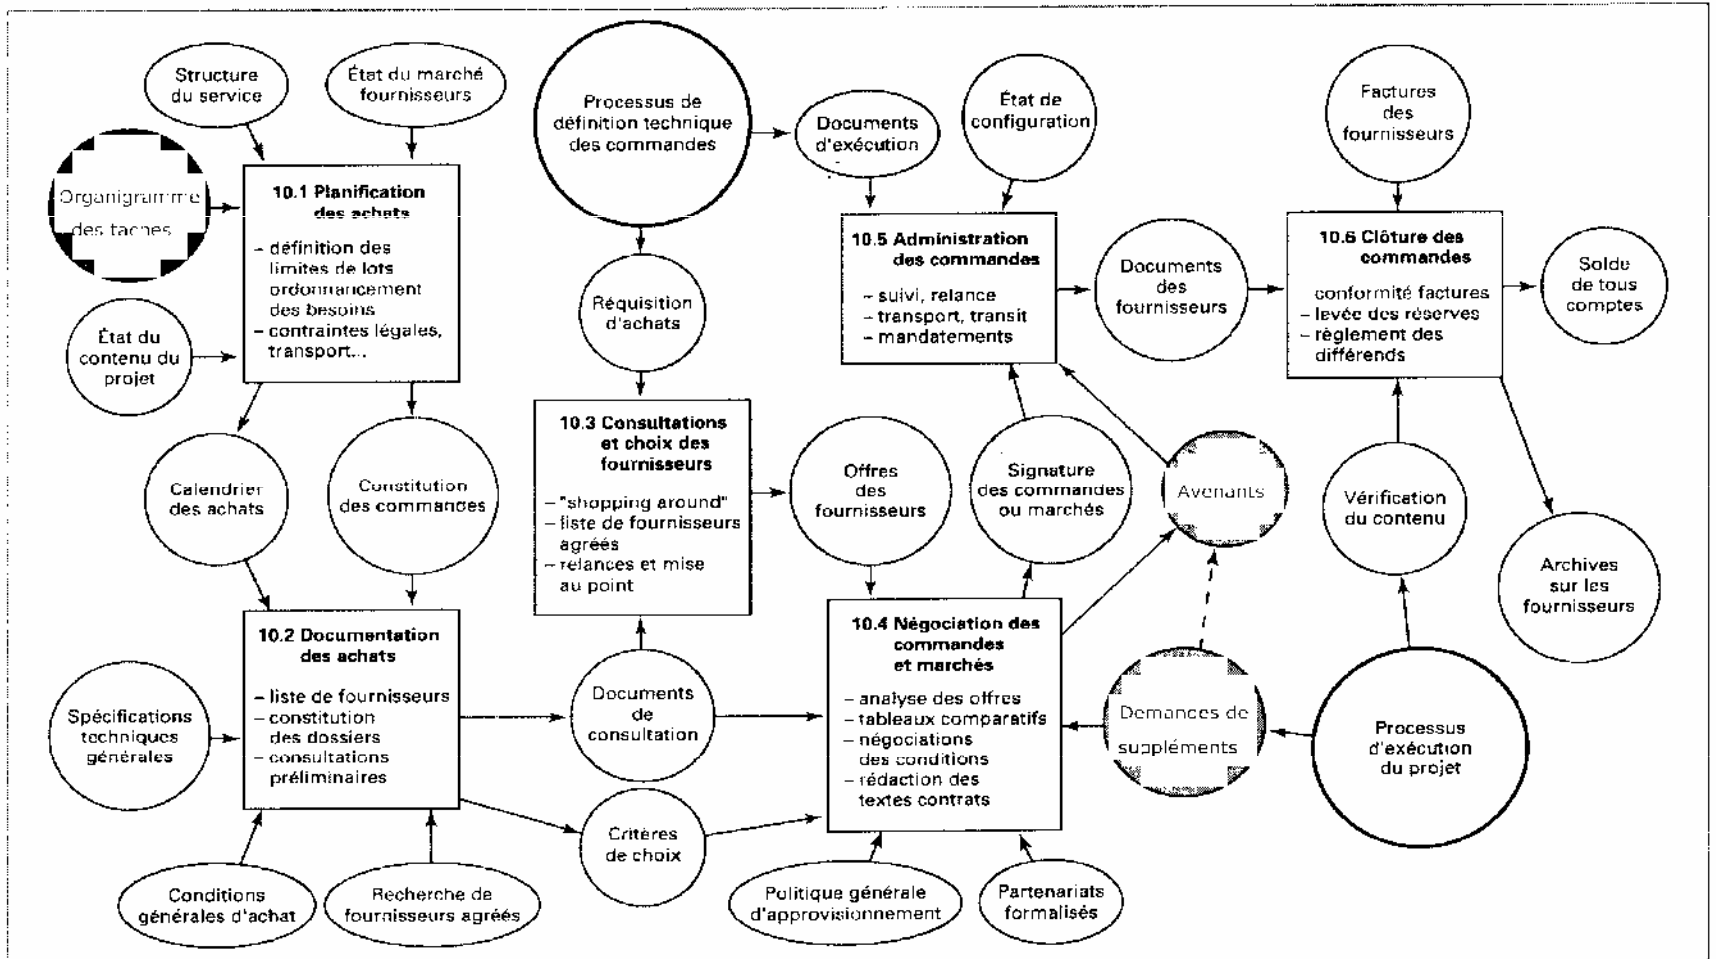 Structure
du service
État du marché
fournisseurs
Processus de
définition technique
des commandes
Documents
d'exécution
État de
configuration
Factures
des
fournisseurs
Organigramme
des taches
10.1 Planification
des achats
– définition des
limites de lots
ordonnancement
des besoins
– contraintes légales,
transport...
État du
contenu du
projet
Réquisition
d'achats
10.5 Administration
des commandes
– suivi, relance
– transport, transit
– mandatements
Documents
des
fournisseurs
10.6 Clôture des
commandes
conformité factures
– levée des réserves
– règlement des
différends
Solde
de tous
comptes
Calendrier
des achats
Constitution
des commandes
10.3 Consultations
et choix des
fournisseurs
– "shopping around"
– liste de fournisseurs
agréés
– relances et mise
au point
Offres
des
fournisseurs
Signature
des commandes
ou marchés
Avenants
Vérification
du contenu
Archives
sur les
fournisseurs
10.2 Documentation
des achats
– liste de fournisseurs
– constitution
des dossiers
– consultations
préliminaires
Spécifications
techniques
générales
Documents
de
consultation
10.4 Négociation des
commandes
et marchés
– analyse des offres
– tableaux comparatifs
– négociations
des conditions
– rédaction des
textes contrats
Demandes de
suppléments
Processus
d'exécution
du projet
Critères
de choix
Conditions
générales d'achat
Recherche de
fournisseurs agréés
Politique générale
d'approvisionnement
Partenariats
formalisés